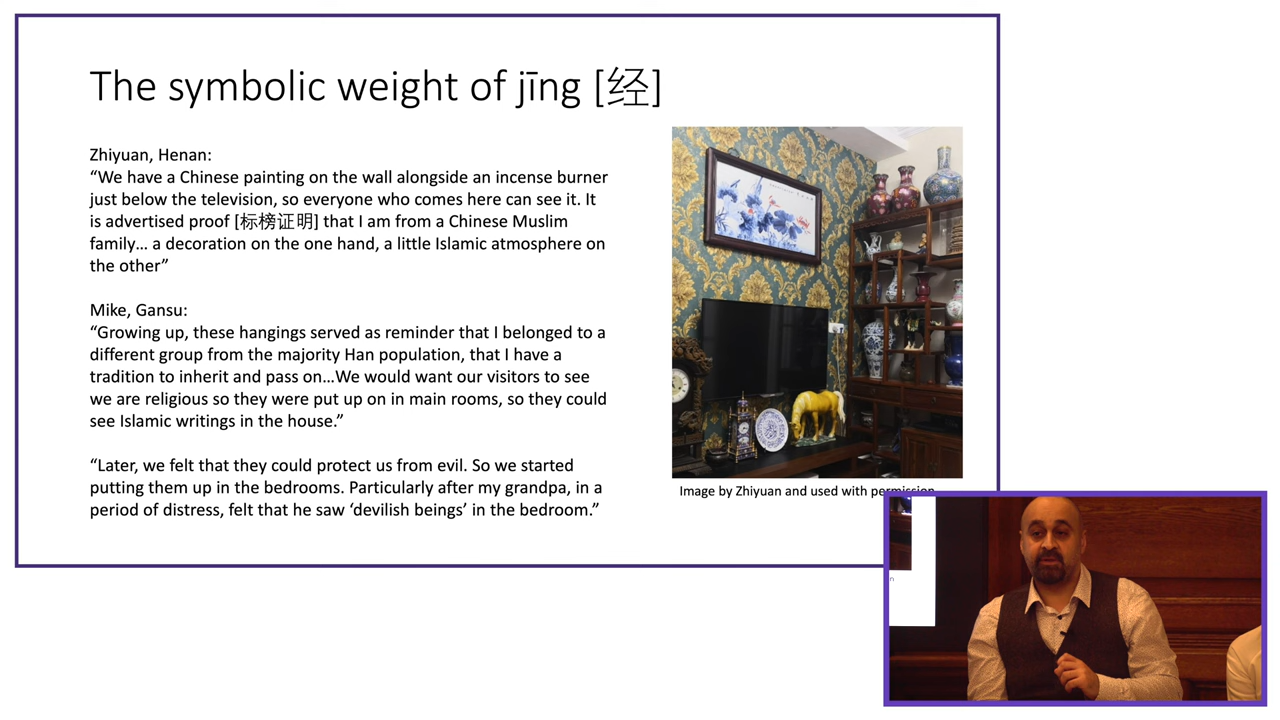 The symbolic weight of jīng [经]
Zhiyuan, Henan:
“We have a Chinese painting on the wall alongside an incense burner
just below the television, so everyone who comes here can see it. It
is advertised proof [标榜证明] that I am from a Chinese Muslim
family… a decoration on the one hand, a little Islamic atmosphere on
the other”
Mike, Gansu:
“Growing up, these hangings served as reminder that I belonged to a
different group from the majority Han population, that I have a
tradition to inherit and pass on…We would want our visitors to see
we are religious so they were put up on in main rooms, so they could
see Islamic writings in the house.”
“Later, we felt that they could protect us from evil. So we started
putting them up in the bedrooms. Particularly after my grandpa, in a
period of distress, felt that he saw ‘devilish beings’ in the bedroom.”
Image by Zhiyuan and used with permission